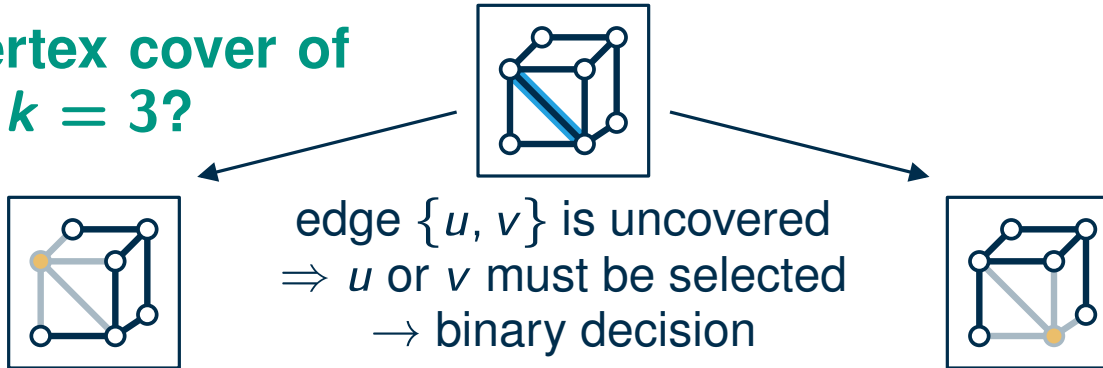 ertex cover of
k = 3?
edge {u, v} is uncovered
⇒ u or v must be selected
→ binary decision